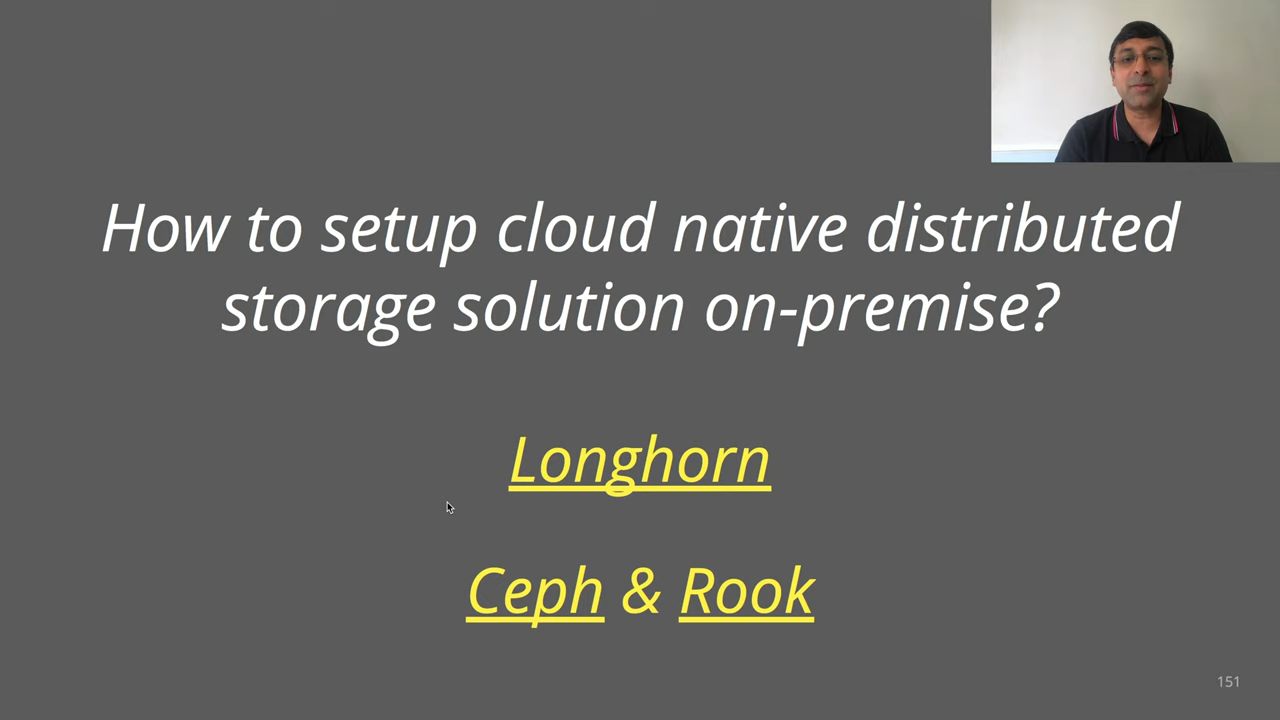 How to setup cloud native distributed
storage solution on-premise?
Longhorn
Ceph & Rook
151